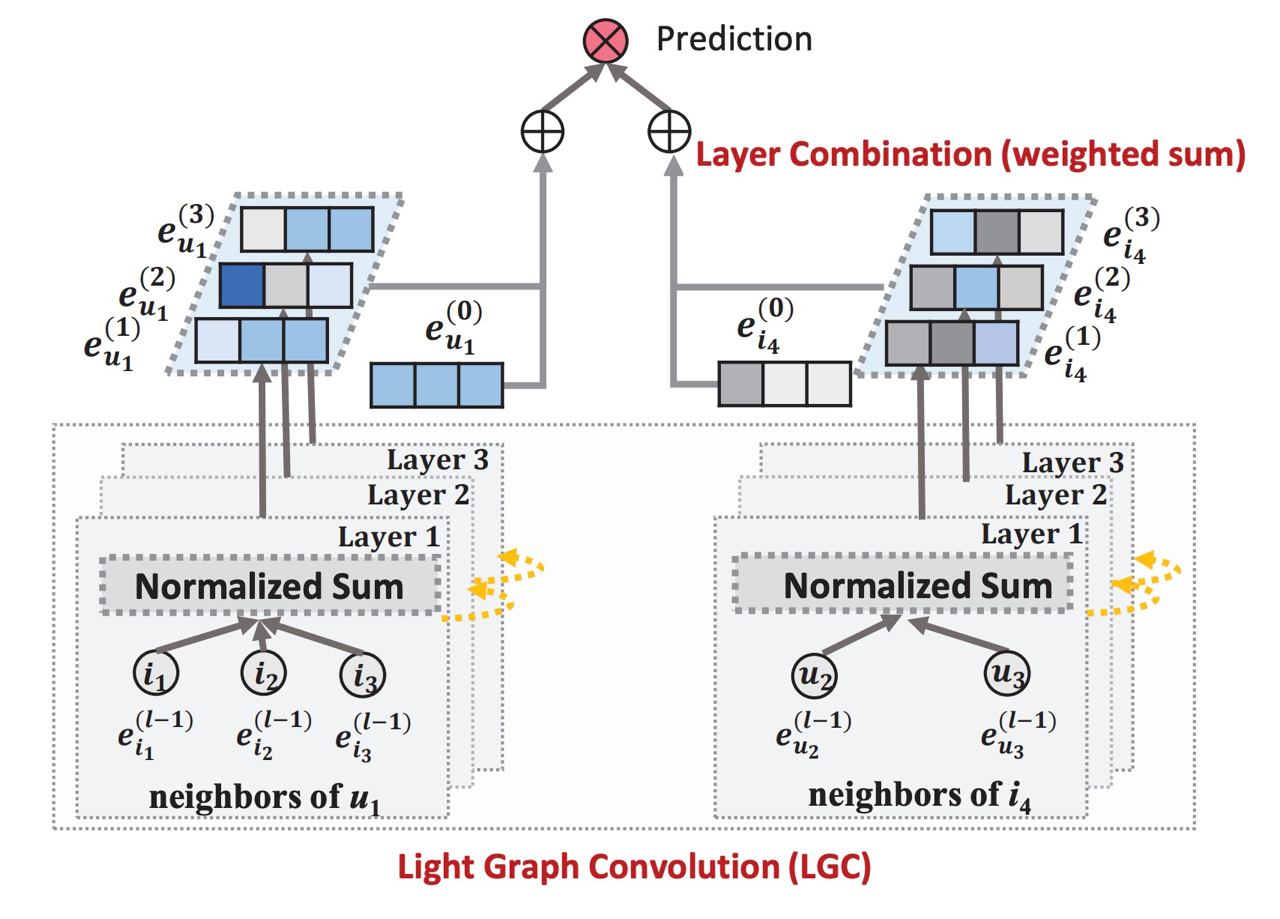 Prediction
Layer Combination (weighted sum)
e_{u_1}^{(3)}
e_{u_1}^{(2)}
e_{u_1}^{(1)}
e_{u_1}^{(0)}
e_{i_4}^{(0)}
e_{i_4}^{(3)}
e_{i_4}^{(2)}
e_{i_4}^{(1)}
Layer 3
Layer 2
Layer 1
Normalized Sum
i_1 i_2 i_3
e_{i_1}^{(l-1)} e_{i_2}^{(l-1)} e_{i_3}^{(l-1)}
neighbors of u_1
Layer 3
Layer 2
Layer 1
Normalized Sum
u_2 u_3
e_{u_2}^{(l-1)} e_{u_3}^{(l-1)}
neighbors of i_4
Light Graph Convolution (LGC)